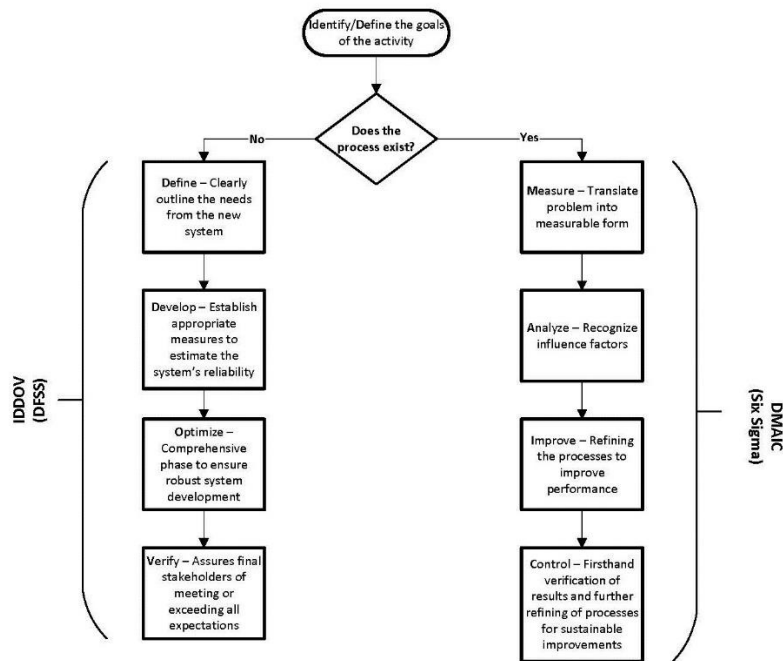 Identify/Define the goals
of the activity
Does the
process exist?
No
Yes
Define – Clearly
outline the needs
from the new
system
Develop – Establish
appropriate
measures to
estimate the
system's reliability
Optimize –
Comprehensive
phase to ensure
robust system
development
Verify – Assures final
stakeholders of
meeting or
exceeding all
expectations
IDDOV
(DFSS)
Measure – Translate
problem into
measurable form
Analyze – Recognize
influence factors
Improve – Refining
the processes to
improve
performance
Control – Firsthand
verification of
results and further
refining of processes
for sustainable
improvements
DMAIC
(Six Sigma)